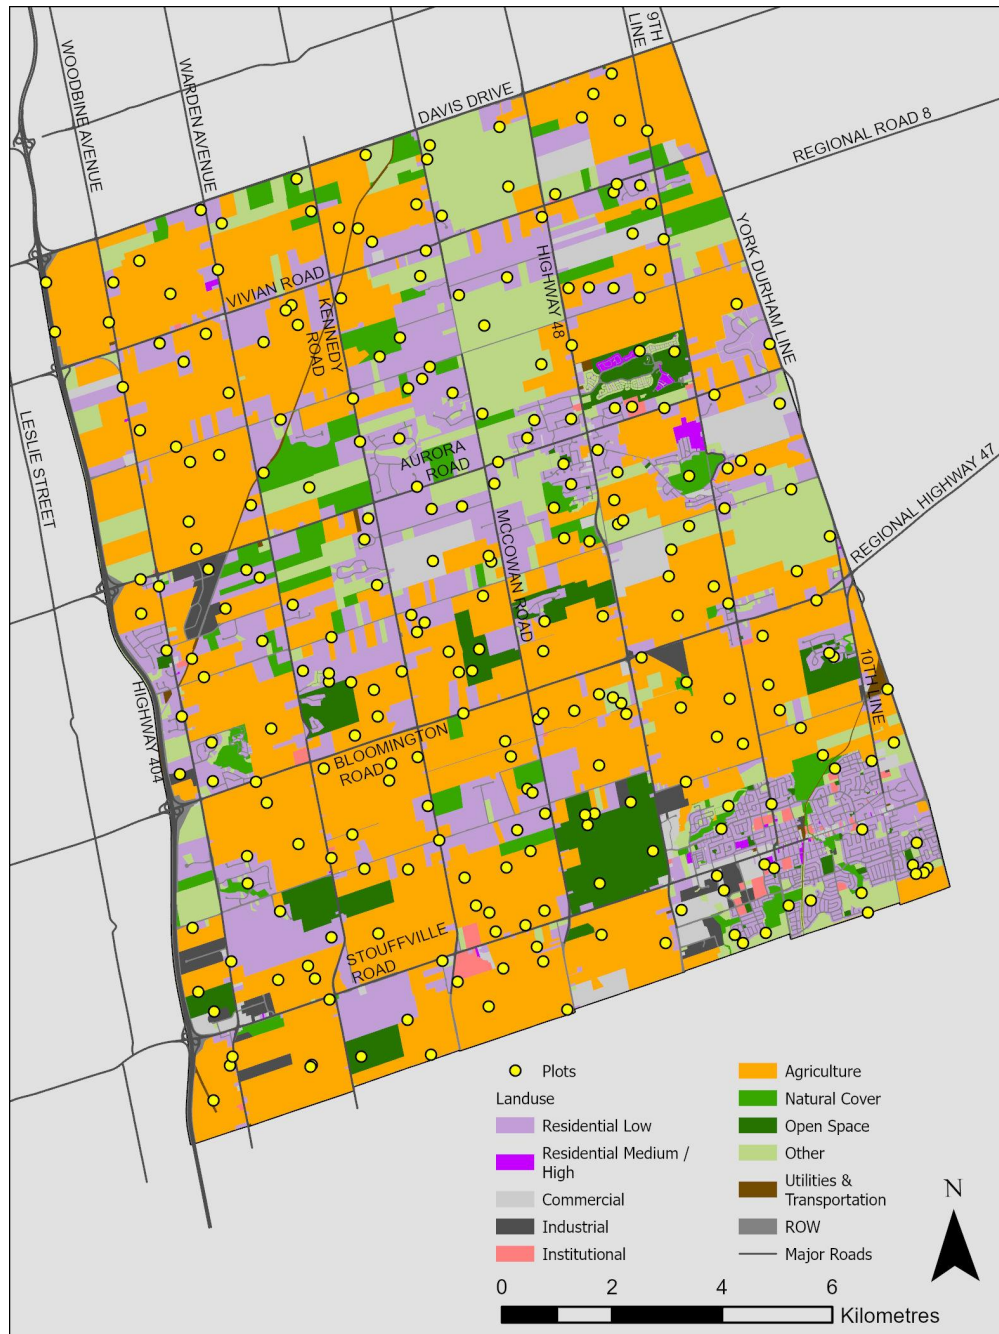 9TH
LINE
WOODBINE AVENUE
WARDEN AVENUE
DAVIS DRIVE
REGIONAL ROAD 8
YORK DURHAM LINE
HIGHWAY 48
VIVIAN ROAD
KENNEDY
ROAD
LESLIE STREET
AURORA
ROAD
REGIONAL HIGHWAY 47
MCCOWAN ROAD
10TH LINE
HIGHWAY 404
BLOOMINGTON
ROAD
STOUFFVILLE
ROAD
Plots
Landuse
Residential Low
Residential Medium /
High
Commercial
Industrial
Institutional
Agriculture
Natural Cover
Open Space
Other
Utilities &
Transportation
ROW
Major Roads
N
0 2 4 6
Kilometres